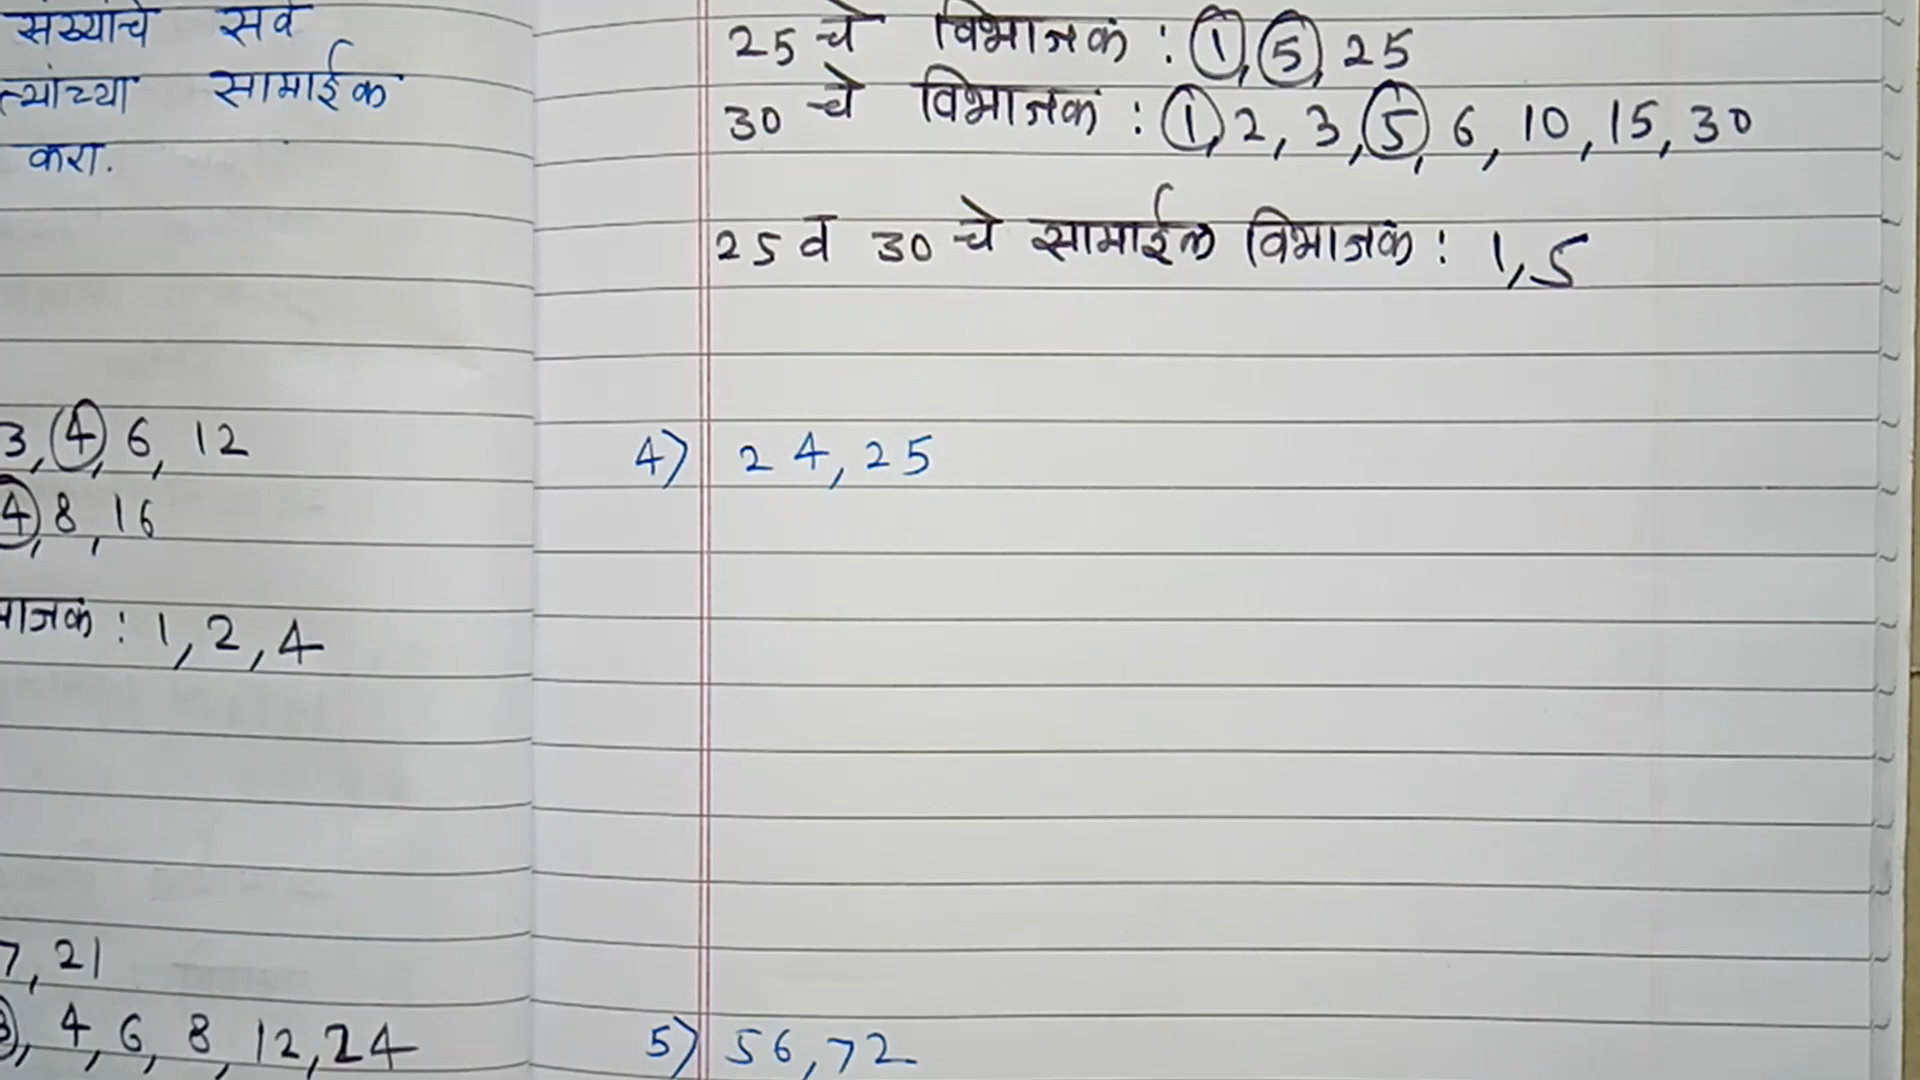 संख्यांचे सर्व
त्यांच्या सामाईक
करा.
3, 4, 6, 12
4, 8, 16
भाजक : 1, 2, 4
7, 21
3, 4, 6, 8, 12, 24
25 चे विभाजक : 1, 5, 25
30 चे विभाजक : 1, 2, 3, 5, 6, 10, 15, 30
25 व 30 चे सामाईक विभाजक : 1, 5
4) 24, 25
5) 56, 72